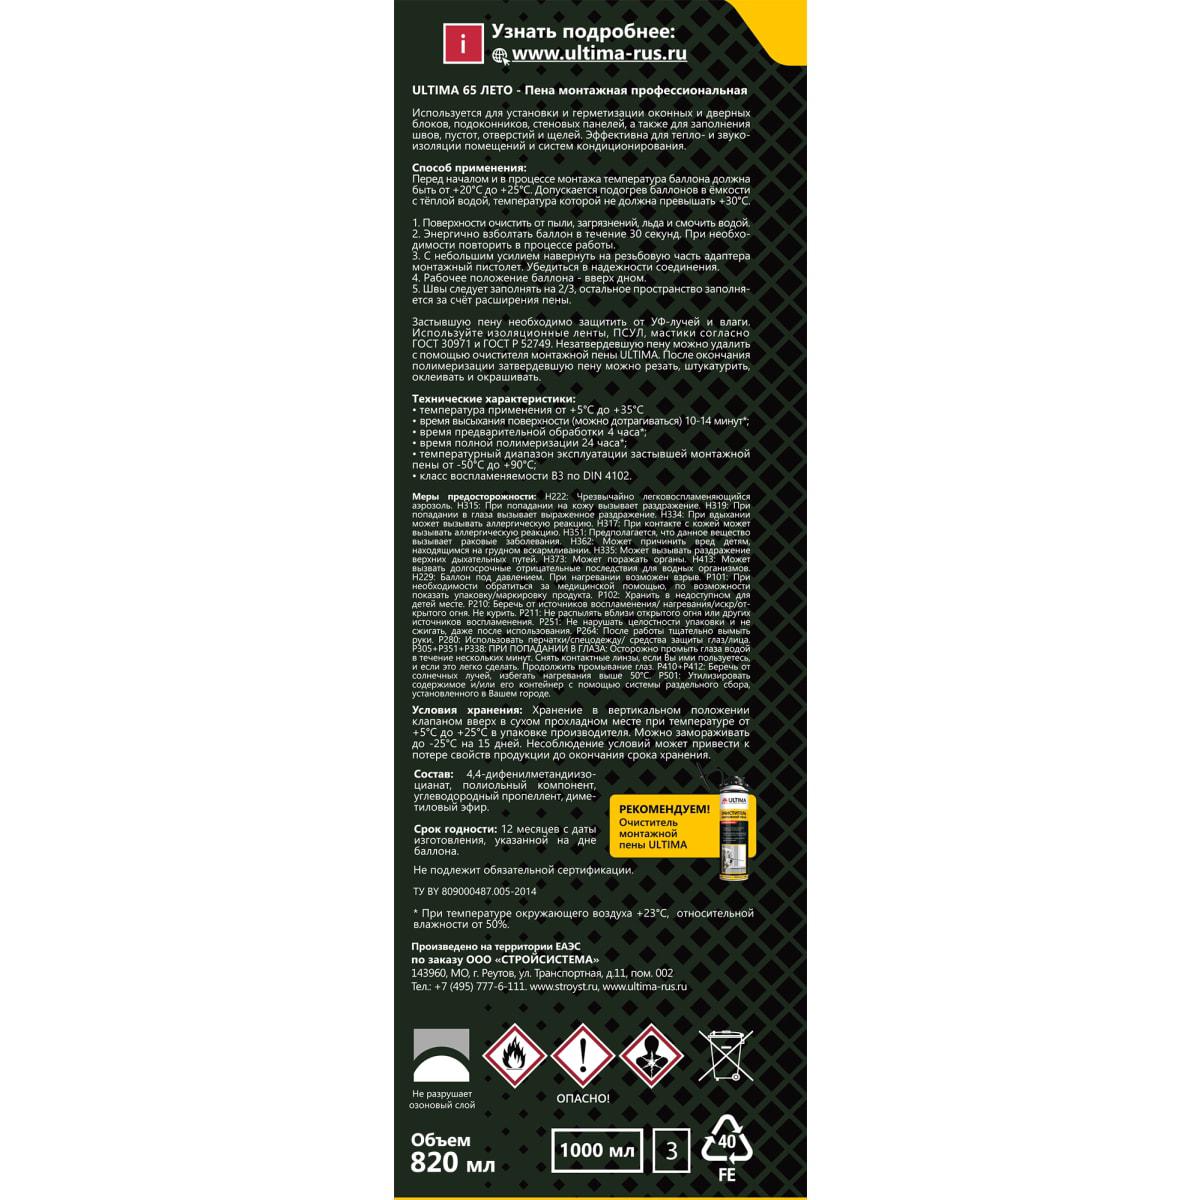 Узнать подробнее:
www.ultima-rus.ru
ULTIMA 65 ЛЕТО - Пена монтажная профессиональная
Используется для установки и герметизации оконных и дверных
блоков, подоконников, стеновых панелей, а также для заполнения
швов, пустот, отверстий и щелей. Эффективна для тепло- и звуко-
изоляции помещений и систем кондиционирования.
Способ применения:
Перед началом и в процессе монтажа температура баллона должна
быть от +20°С до +25°С. Допускается подогрев баллонов в ёмкости
с тёплой водой, температура которой не должна превышать +30°С.
1. Поверхности очистить от пыли, загрязнений, льда и смочить водой.
2. Энергично взболтать баллон в течение 30 секунд. При необхо-
димости повторить в процессе работы.
3. С небольшим усилием навернуть на резьбовую часть адаптера
монтажный пистолет. Убедиться в надежности соединения.
4. Рабочее положение баллона - вверх дном.
5. Швы следует заполнять на 2/3, остальное пространство заполня-
ется за счёт расширения пены.
Застывшую пену необходимо защитить от УФ-лучей и влаги.
Используйте изоляционные ленты, ПСУЛ, мастики согласно
ГОСТ 30971 и ГОСТ Р 52749. Незатвердевшую пену можно удалить
с помощью очистителя монтажной пены ULTIMA. После окончания
полимеризации затвердевшую пену можно резать, штукатурить,
оклеивать и окрашивать.
Технические характеристики:
• температура применения от +5°С до +35°С
• время высыхания поверхности (можно дотрагиваться) 10-14 минут*;
• время предварительной обработки 4 часа*;
• время полной полимеризации 24 часа*;
• температурный диапазон эксплуатации застывшей монтажной
пены от -50°С до +90°С;
• класс воспламеняемости В3 по DIN 4102.
Меры предосторожности: H222: Чрезвычайно легковоспламеняющийся
аэрозоль. H315: При попадании на кожу вызывает раздражение. H319: При
попадании в глаза вызывает выраженное раздражение. H334: При вдыхании
может вызывать аллергическую реакцию. H317: При контакте с кожей может
вызывать аллергическую реакцию. H351: Предполагается, что данное вещество
вызывает раковые заболевания. H362: Может причинить вред детям,
находящимся на грудном вскармливании. H335: Может вызывать раздражение
верхних дыхательных путей. H373: Может поражать органы. H413: Может
вызвать долгосрочные отрицательные последствия для водных организмов.
H229: Баллон под давлением. При нагревании возможен взрыв. P101: При
необходимости обратиться за медицинской помощью, по возможности
показать упаковку/маркировку продукта. P102: Хранить в недоступном для
детей месте. P210: Беречь от источников воспламенения/ нагревания/искр/от-
крытого огня. Не курить. P211: Не распылять вблизи открытого огня или других
источников воспламенения. P251: Не нарушать целостности упаковки и не
сжигать, даже после использования. P264: После работы тщательно вымыть
руки. P280: Использовать перчатки/спецодежду/ средства защиты глаз/лица.
P305+P351+P338: ПРИ ПОПАДАНИИ В ГЛАЗА: Осторожно промыть глаза водой
в течение нескольких минут. Снять контактные линзы, если Вы ими пользуетесь,
и если это легко сделать. Продолжить промывание глаз. P410+P412: Беречь от
солнечных лучей, избегать нагревания выше 50°С. P501: Утилизировать
содержимое и/или его контейнер с помощью системы раздельного сбора,
установленного в Вашем городе.
Условия хранения: Хранение в вертикальном положении
клапаном вверх в сухом прохладном месте при температуре от
+5°С до +25°С в упаковке производителя. Можно замораживать
до -25°С на 15 дней. Несоблюдение условий может привести к
потере свойств продукции до окончания срока хранения.
Состав: 4,4-дифенилметандиизо-
цианат, полиольный компонент,
углеводородный пропеллент, диме-
тиловый эфир.
РЕКОМЕНДУЕМ!
Очиститель
монтажной
пены ULTIMA
ULTIMA
ОЧИСТИТЕЛЬ
Срок годности: 12 месяцев с даты
изготовления, указанной на дне
баллона.
Не подлежит обязательной сертификации.
ТУ BY 809000487.005-2014
* При температуре окружающего воздуха +23°С, относительной
влажности от 50%.
Произведено на территории ЕАЭС
по заказу ООО «СТРОЙСИСТЕМА»
143960, МО, г. Реутов, ул. Транспортная, д.11, пом. 002
Тел.: +7 (495) 777-6-111. www.stroyst.ru, www.ultima-rus.ru
Не разрушает
озоновый слой
ОПАСНО!
Объем
820 мл
1000 мл
3
40
FE